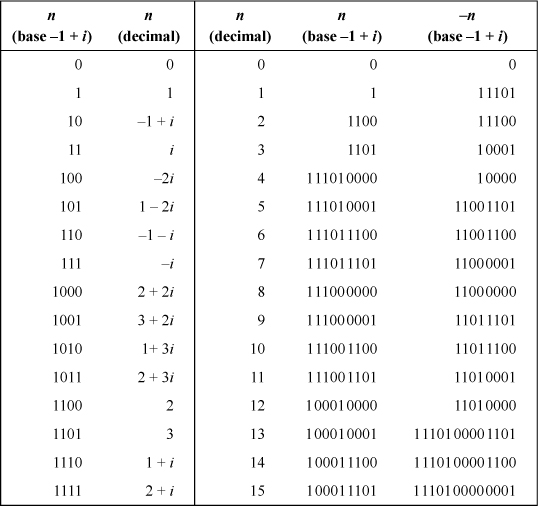 n n n n –n
(base –1 + i) (decimal) (decimal) (base –1 + i) (base –1 + i)
0 0 0 0 0
1 1 1 1 11101
10 –1 + i 2 1100 11100
11 i 3 1101 10001
100 –2i 4 111010000 10000
101 1 – 2i 5 111010001 11001101
110 –1 – i 6 111011100 11001100
111 –i 7 111011101 11000001
1000 2 + 2i 8 111000000 11000000
1001 3 + 2i 9 111000001 11011101
1010 1+ 3i 10 111001100 11011100
1011 2 + 3i 11 111001101 11010001
1100 2 12 100010000 11010000
1101 3 13 100010001 1110100001101
1110 1 + i 14 100011100 1110100001100
1111 2 + i 15 100011101 1110100000001